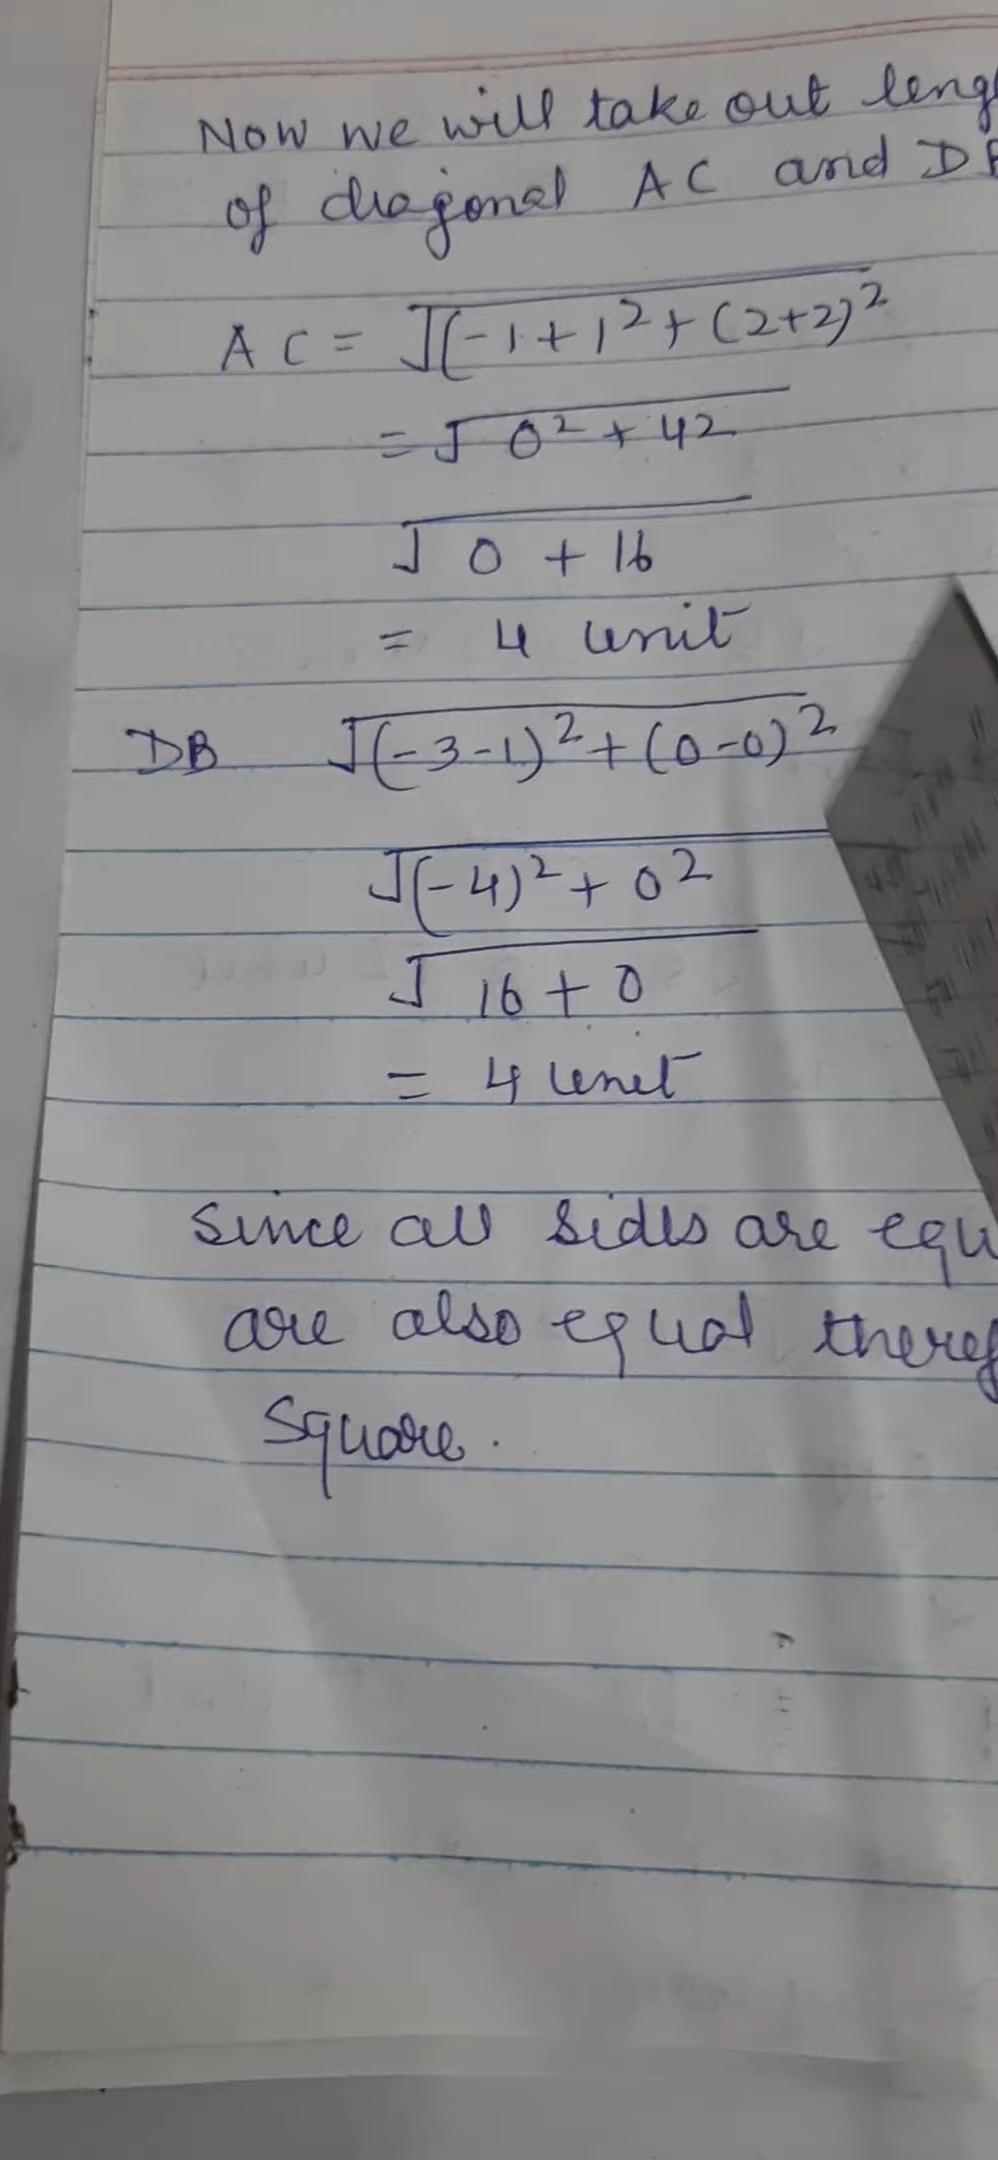 Now we will take out leng
of diagonal AC and D
AC = √(-1+1²+(2+2)²
= √0²+42
√0+16
= 4 unit
DB √(-3-1)²+(0-0)²
√(-4)²+0²
√16+0
= 4 unit
Since all sides are equ
are also equal theref
Square.